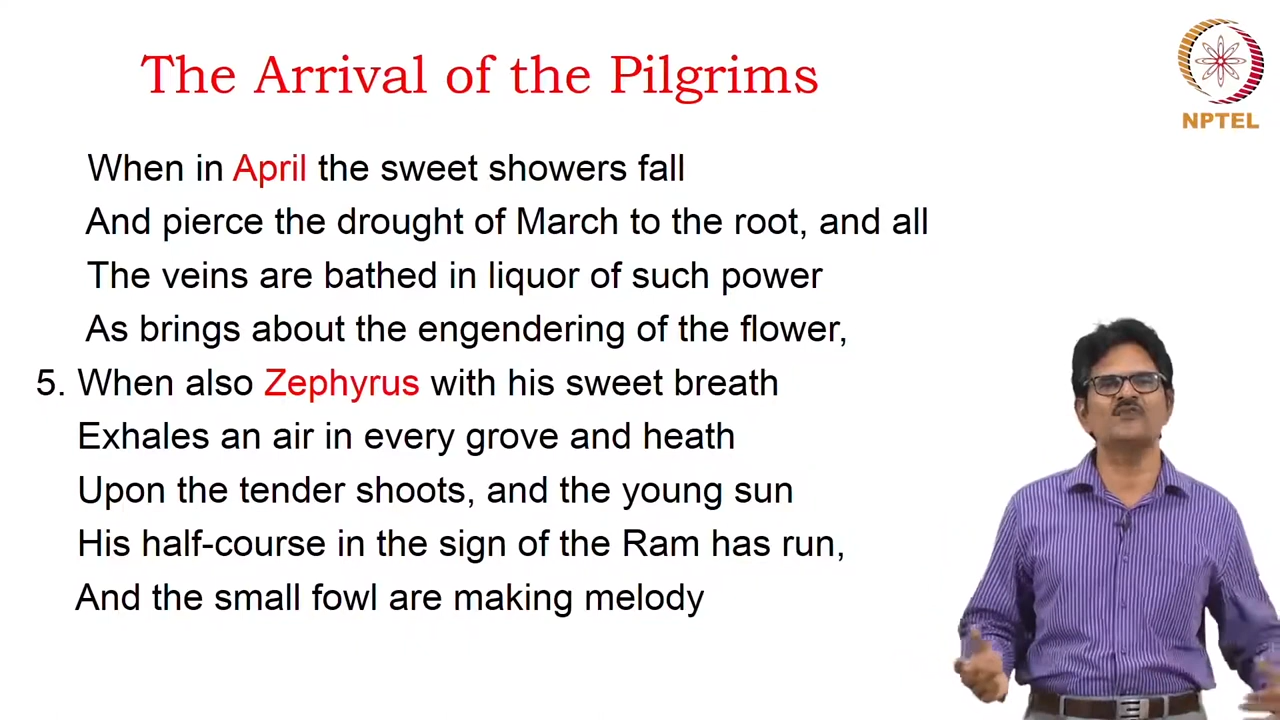 The Arrival of the Pilgrims
NPTEL
When in April the sweet showers fall
And pierce the drought of March to the root, and all
The veins are bathed in liquor of such power
As brings about the engendering of the flower,
5. When also Zephyrus with his sweet breath
Exhales an air in every grove and heath
Upon the tender shoots, and the young sun
His half-course in the sign of the Ram has run,
And the small fowl are making melody